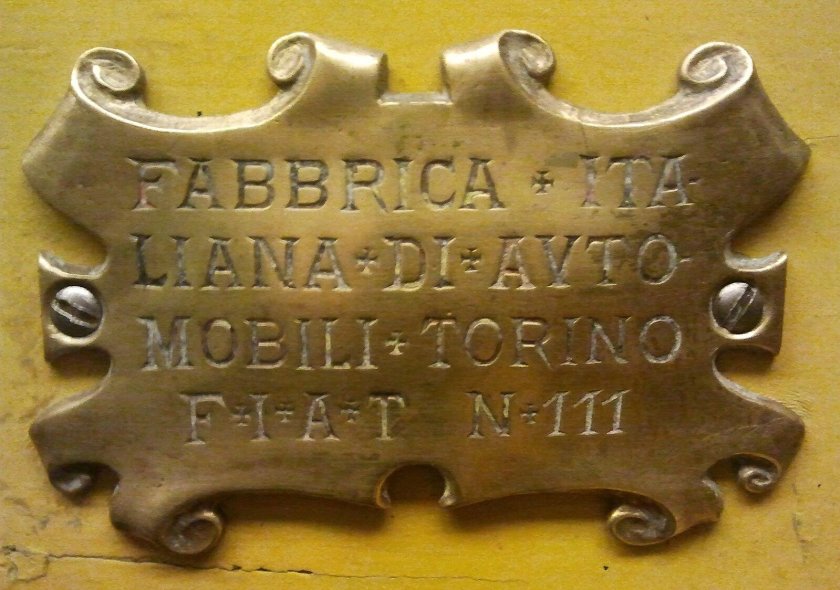 FABBRICA + ITA-
LIANA + DI + AVTO-
MOBILI + TORINO
F + I + A + T N + 111